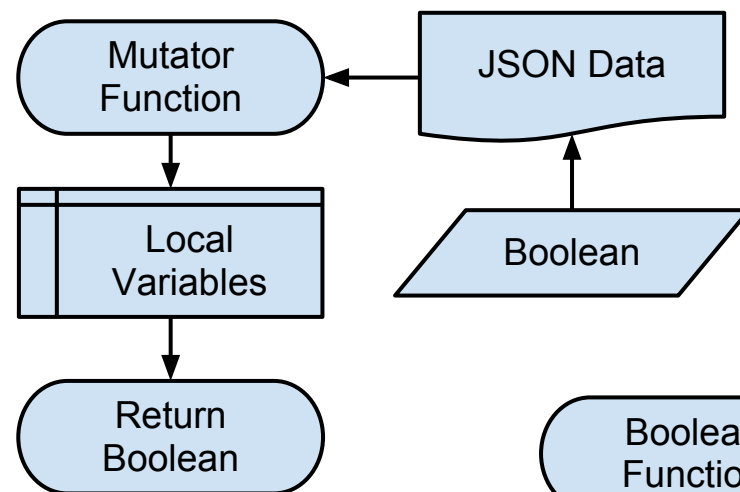 Mutator
Function
JSON Data
Local
Variables
Boolean
Return
Boolean